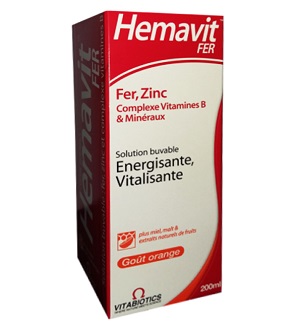 Hemavit
FER
Fer, Zinc
Complexe Vitamines B
& Minéraux
Solution buvable
Energisante,
Vitalisante
plus miel, malt &
extraits naturels de fruits
Goût orange
VITABIOTICS
200ml
Hemavit
FER